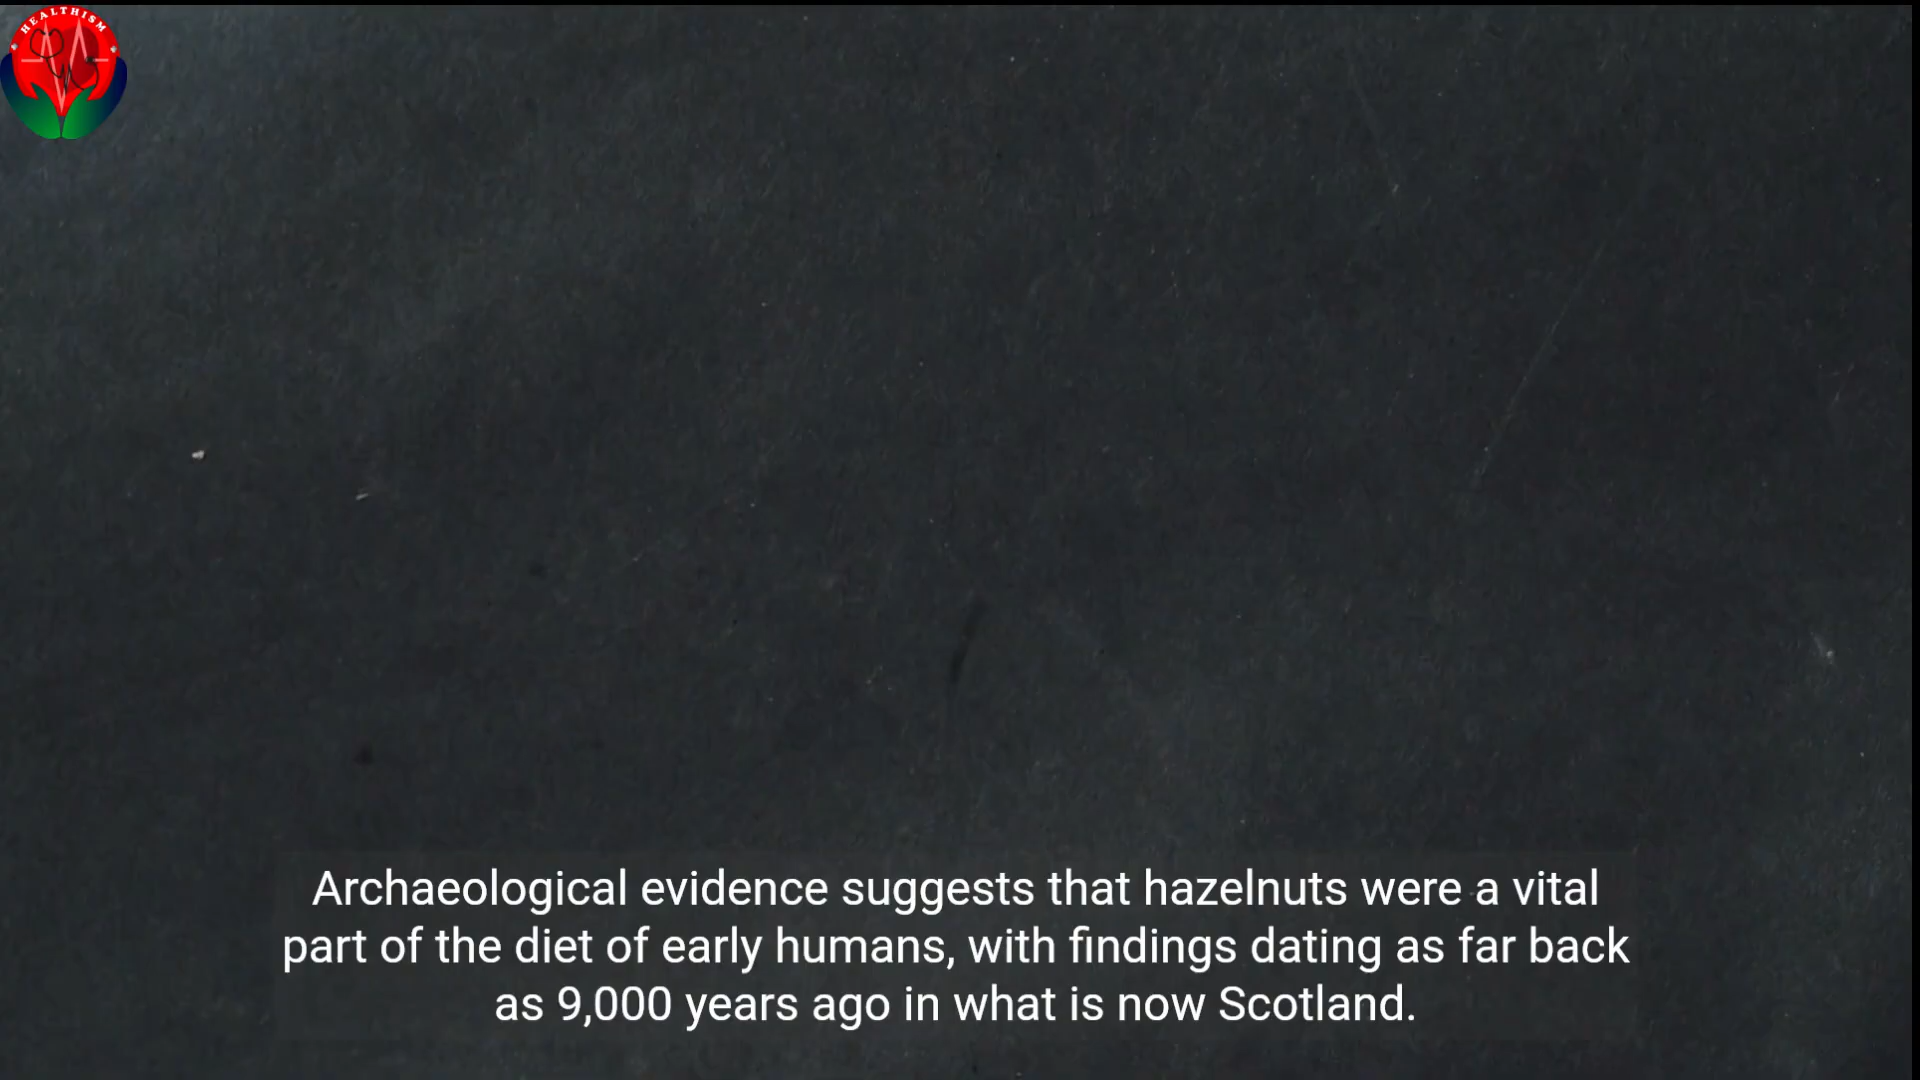 HEALTHISM
Archaeological evidence suggests that hazelnuts were a vital
part of the diet of early humans, with findings dating as far back
as 9,000 years ago in what is now Scotland.